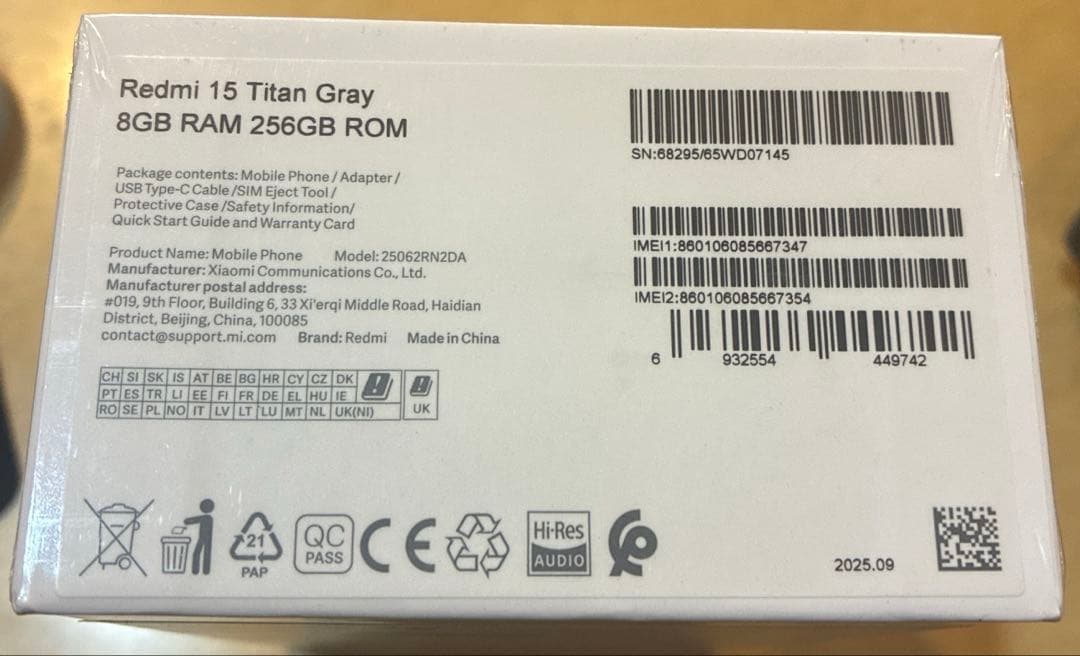 Redmi 15 Titan Gray
8GB RAM 256GB ROM
Package contents: Mobile Phone / Adapter /
USB Type-C Cable /SIM Eject Tool /
Protective Case /Safety Information/
Quick Start Guide and Warranty Card
Product Name: Mobile Phone Model: 25062RN2DA
Manufacturer: Xiaomi Communications Co., Ltd.
Manufacturer postal address:
#019, 9th Floor, Building 6, 33 Xi'erqi Middle Road, Haidian
District, Beijing, China, 100085
contact@support.mi.com Brand: Redmi Made in China
CH SI SK IS AT BE BG HR CY CZ DK
PT ES TR LI EE FI FR DE EL HU IE
RO SE PL NO IT LV LT LU MT NL UK(NI)
UK
SN:68295/65WD07145
IMEI1:860106085667347
IMEI2:860106085667354
6 932554 449742
21
PAP
QC
PASS
CE
Hi-Res
AUDIO
2025.09